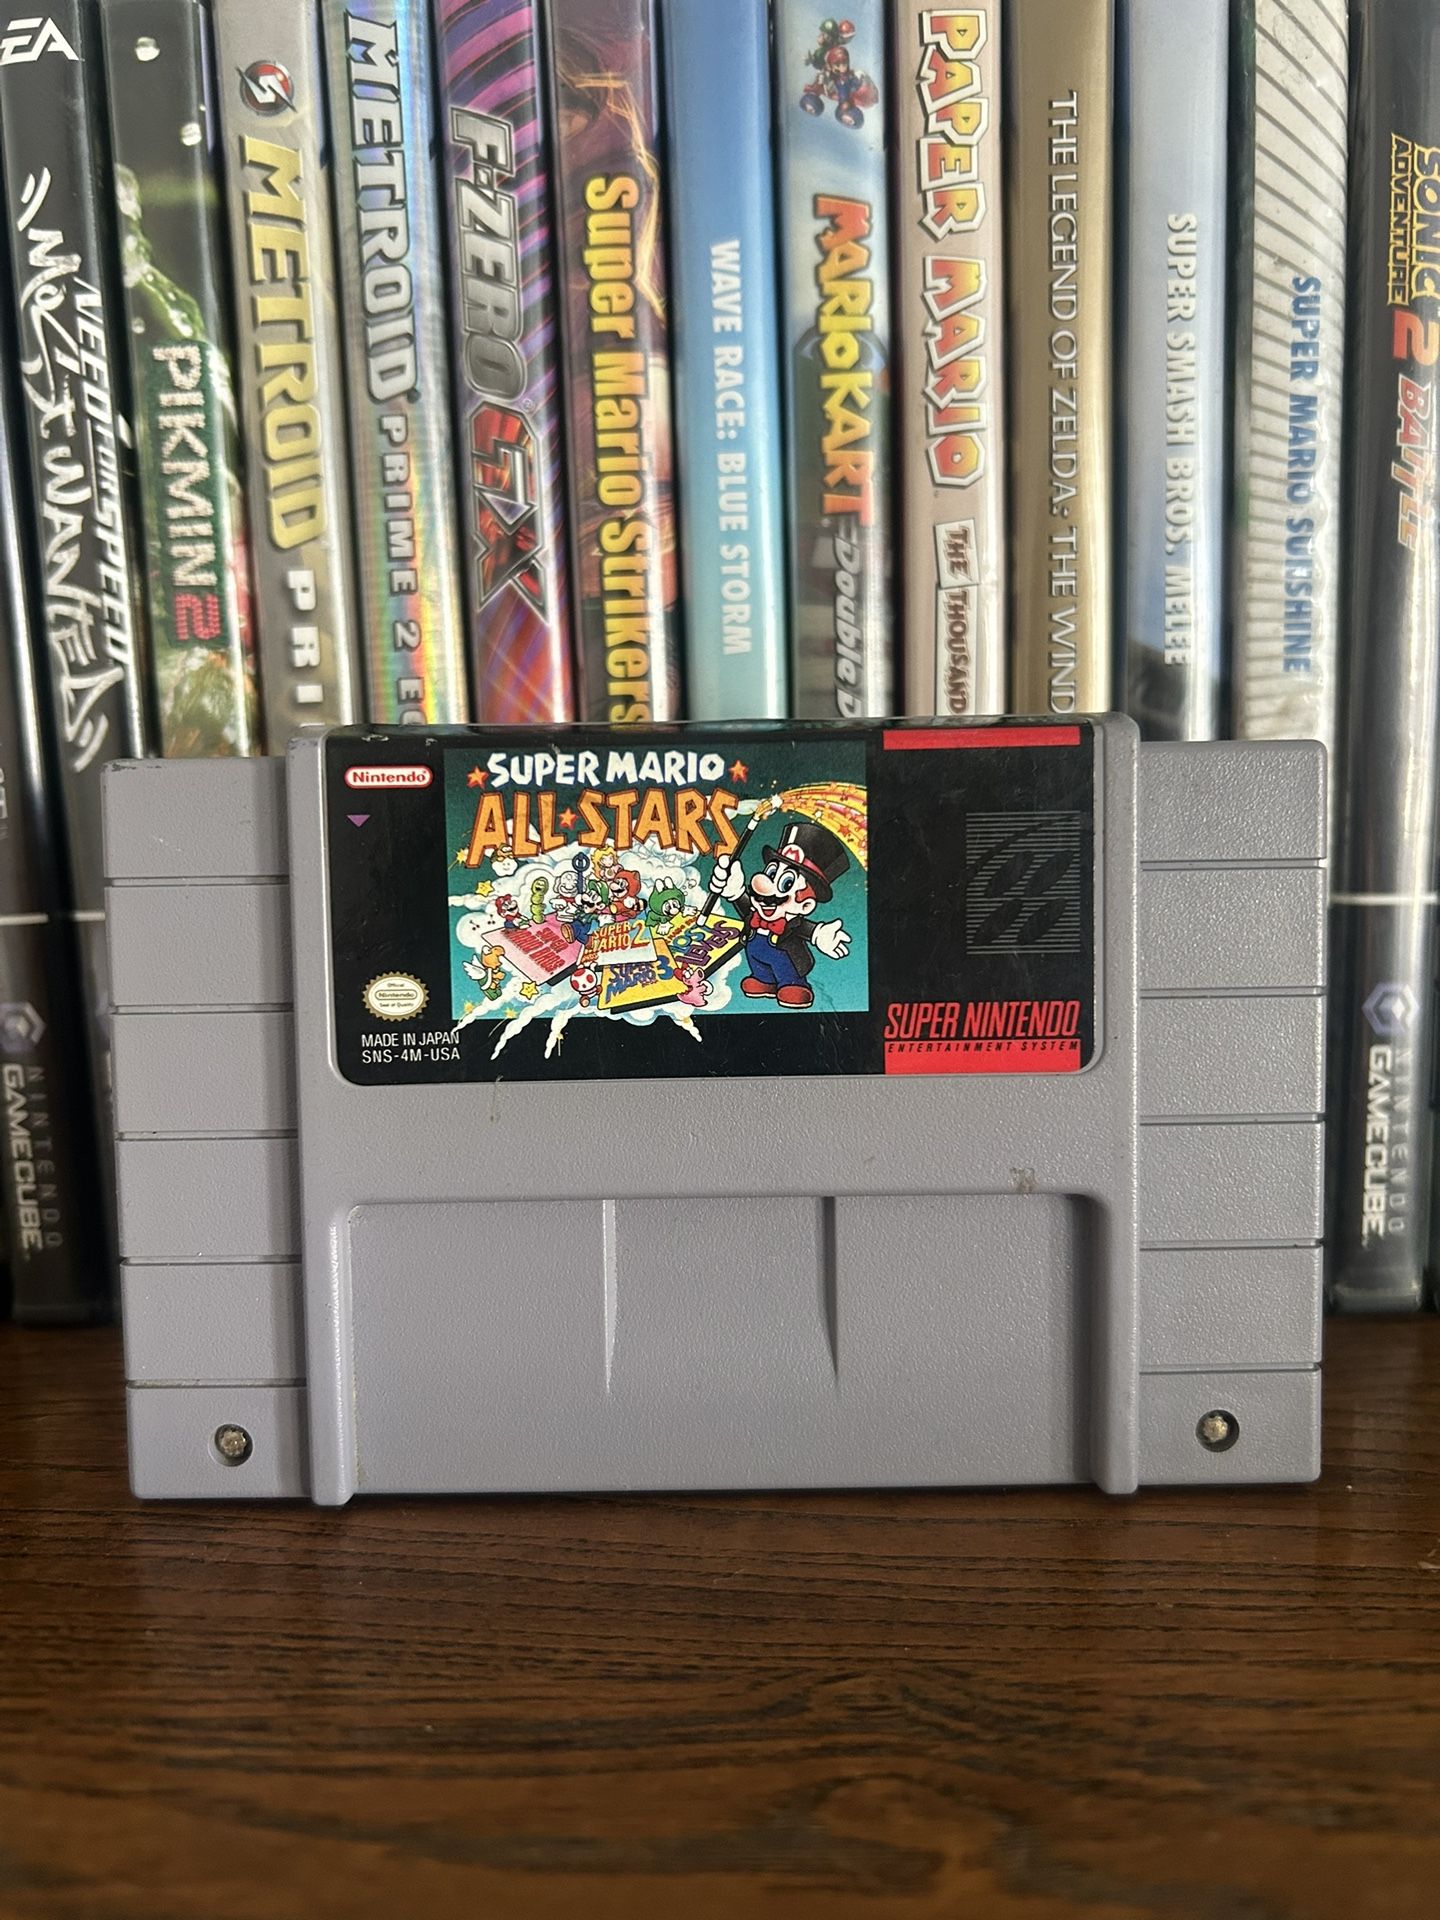 EA
NEED FOR SPEED
MOST WANTED
PIKMIN 2
METROID PRI
METROID PRIME 2 EC
F-ZERO GX
Super Mario Strikers
WAVE RACE: BLUE STORM
MARIOKART Double D
PAPER MARIO THE THOUSAND
THE LEGEND OF ZELDA: THE WIND
SUPER SMASH BROS. MELEE
SUPER MARIO SUNSHINE
SONIC
ADVENTURE 2 BATTLE
Nintendo®
SUPER MARIO
ALL★STARS
SUPER
MARIO 2
SUPER
MARIO 3
LEVELS
Official
Nintendo
Seal of Quality
MADE IN JAPAN
SNS-4M-USA
SUPER NINTENDO
ENTERTAINMENT SYSTEM
NINTENDO
GAMECUBE
NINTENDO
GAMECUBE